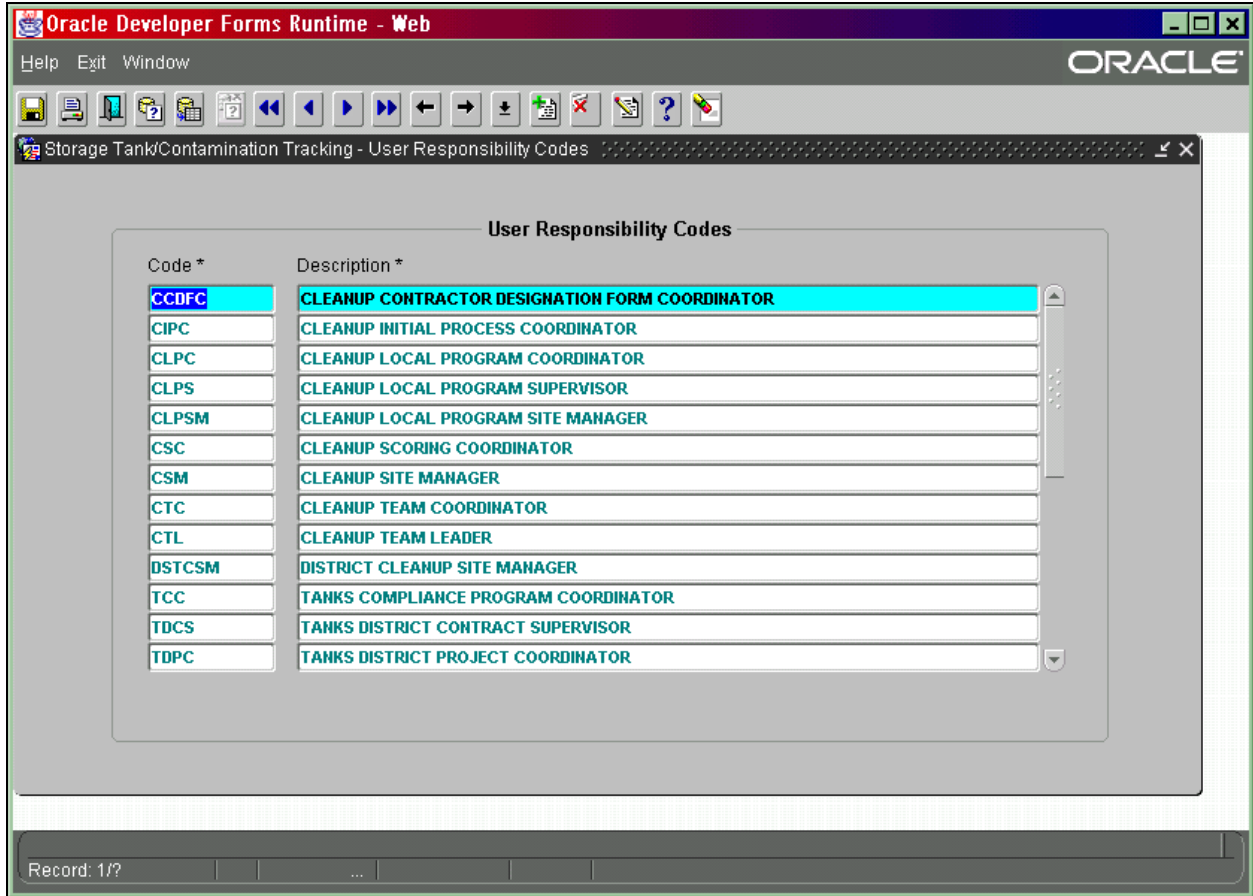 Oracle Developer Forms Runtime - Web
Help Exit Window ORACLE
Storage Tank/Contamination Tracking - User Responsibility Codes
User Responsibility Codes
Code * Description *
CCDFC CLEANUP CONTRACTOR DESIGNATION FORM COORDINATOR
CIPC CLEANUP INITIAL PROCESS COORDINATOR
CLPC CLEANUP LOCAL PROGRAM COORDINATOR
CLPS CLEANUP LOCAL PROGRAM SUPERVISOR
CLPSM CLEANUP LOCAL PROGRAM SITE MANAGER
CSC CLEANUP SCORING COORDINATOR
CSM CLEANUP SITE MANAGER
CTC CLEANUP TEAM COORDINATOR
CTL CLEANUP TEAM LEADER
DSTCSM DISTRICT CLEANUP SITE MANAGER
TCC TANKS COMPLIANCE PROGRAM COORDINATOR
TDCS TANKS DISTRICT CONTRACT SUPERVISOR
TDPC TANKS DISTRICT PROJECT COORDINATOR
Record: 1/? ...